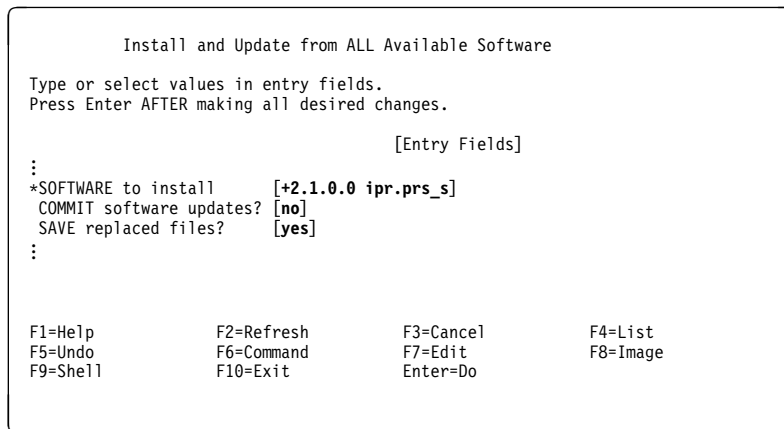 Install and Update from ALL Available Software
Type or select values in entry fields.
Press Enter AFTER making all desired changes.
[Entry Fields]
⋮
*SOFTWARE to install [+2.1.0.0 ipr.prs_s]
COMMIT software updates? [no]
SAVE replaced files? [yes]
⋮
F1=Help F2=Refresh F3=Cancel F4=List
F5=Undo F6=Command F7=Edit F8=Image
F9=Shell F10=Exit Enter=Do